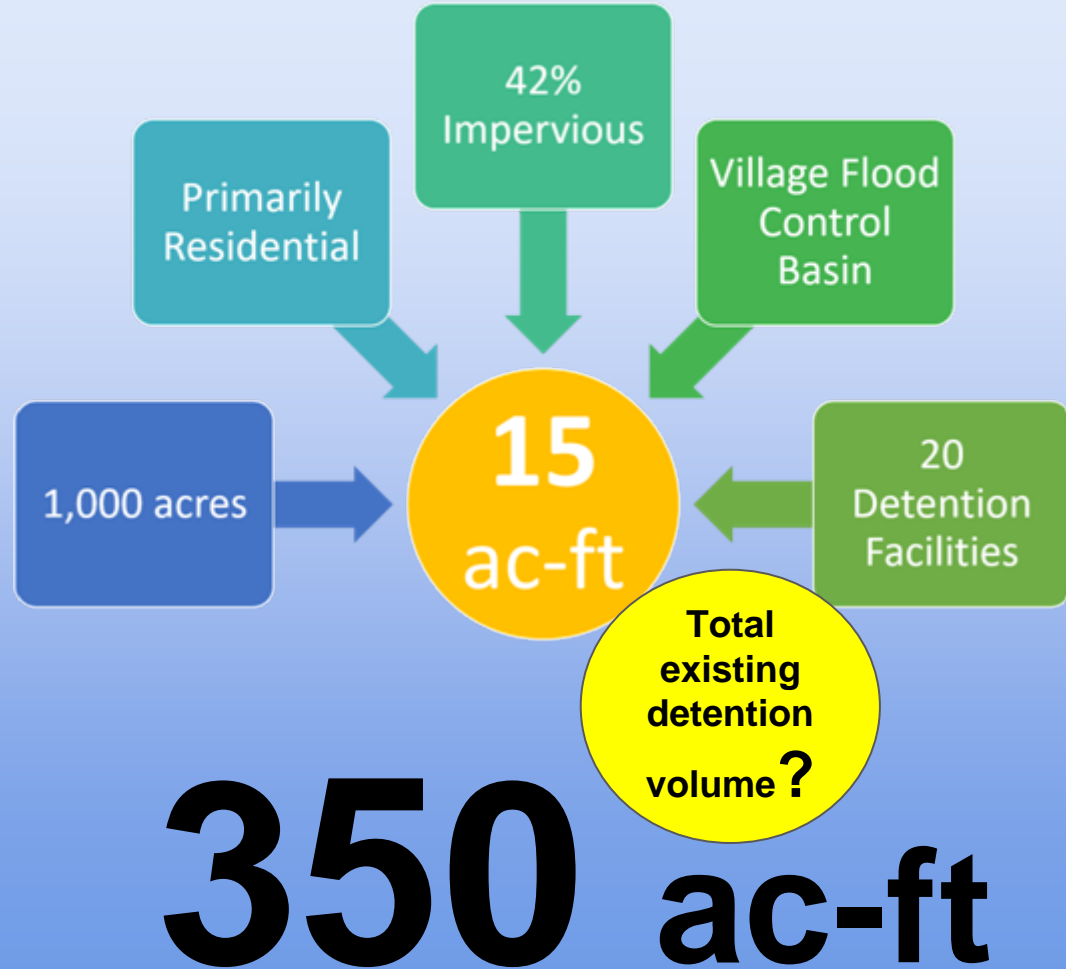 42%
Impervious
Primarily
Residential
Village Flood
Control
Basin
1,000 acres
15
ac-ft
20
Detention
Facilities
Total
existing
detention
volume?
350 ac-ft